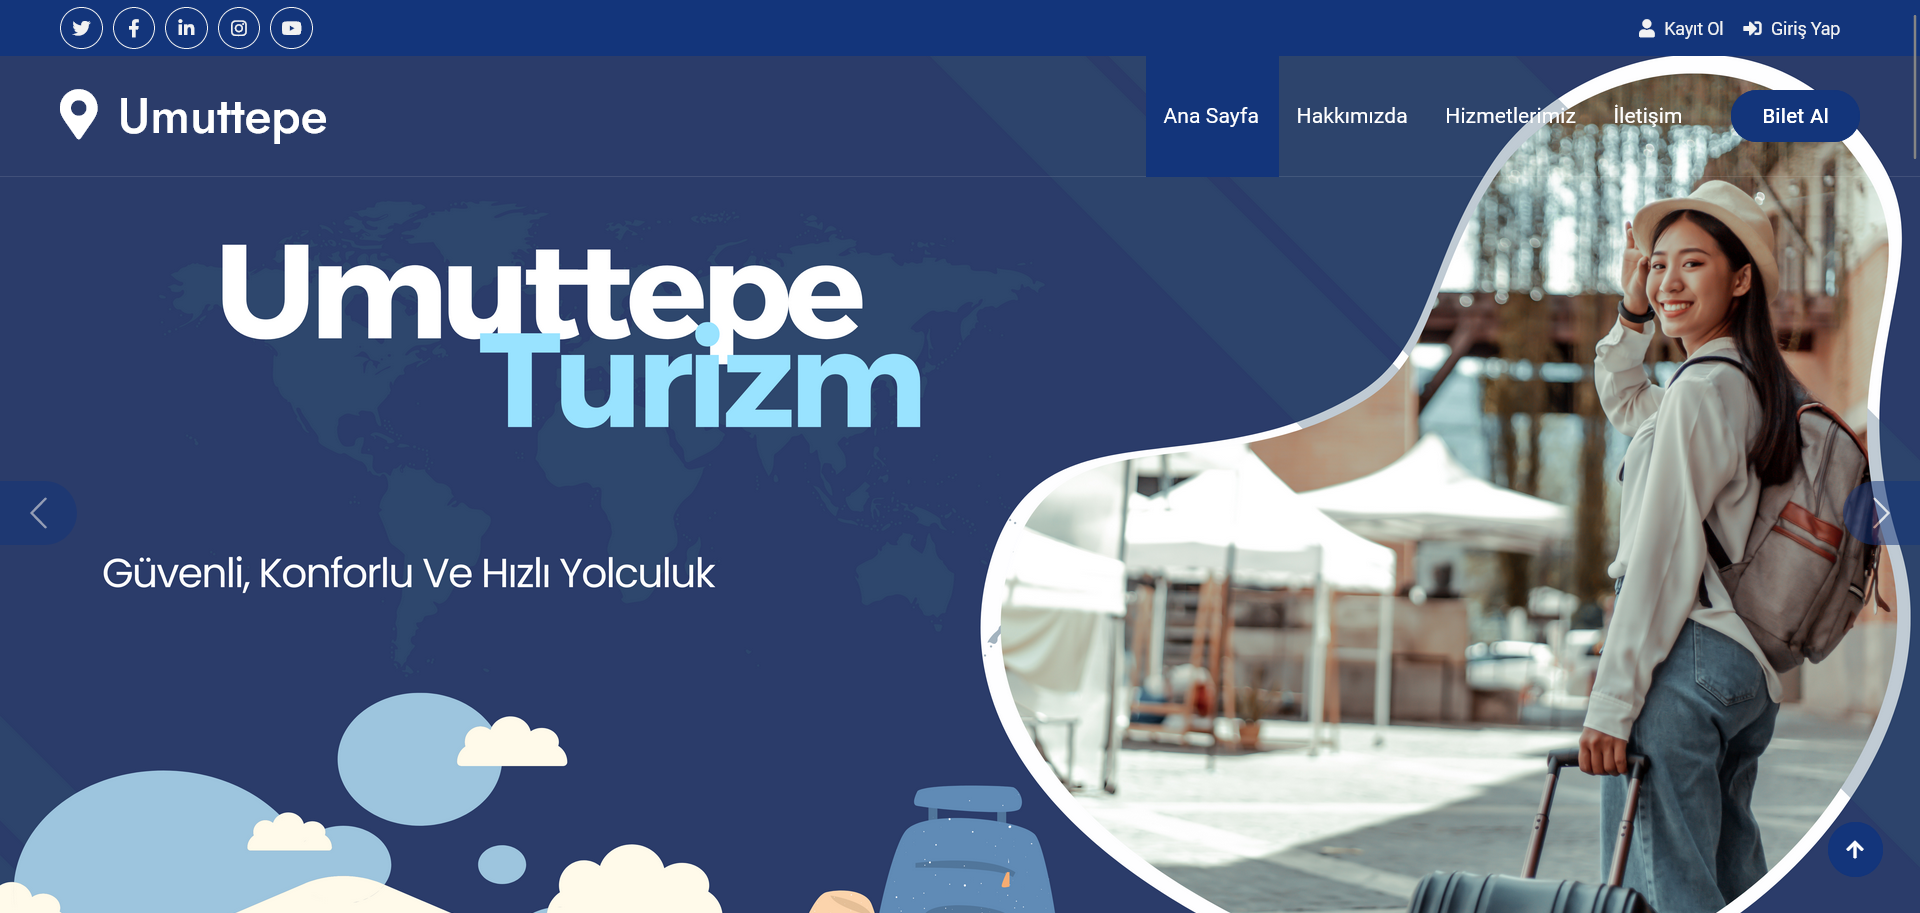 Kayıt Ol Giriş Yap
Umuttepe
Ana Sayfa Hakkımızda Hizmetlerimiz İletişim Bilet Al
Umuttepe
Turizm
Güvenli, Konforlu Ve Hızlı Yolculuk